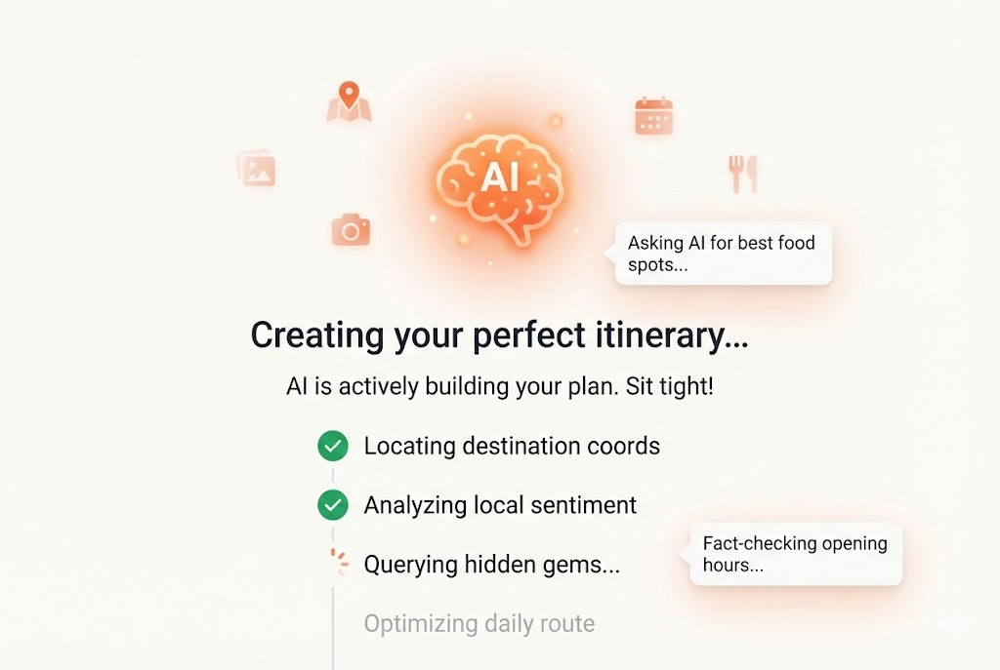 AI
Asking AI for best food
spots...
Creating your perfect itinerary...
AI is actively building your plan. Sit tight!
Locating destination coords
Analyzing local sentiment
Fact-checking opening
hours...
Querying hidden gems...
Optimizing daily route